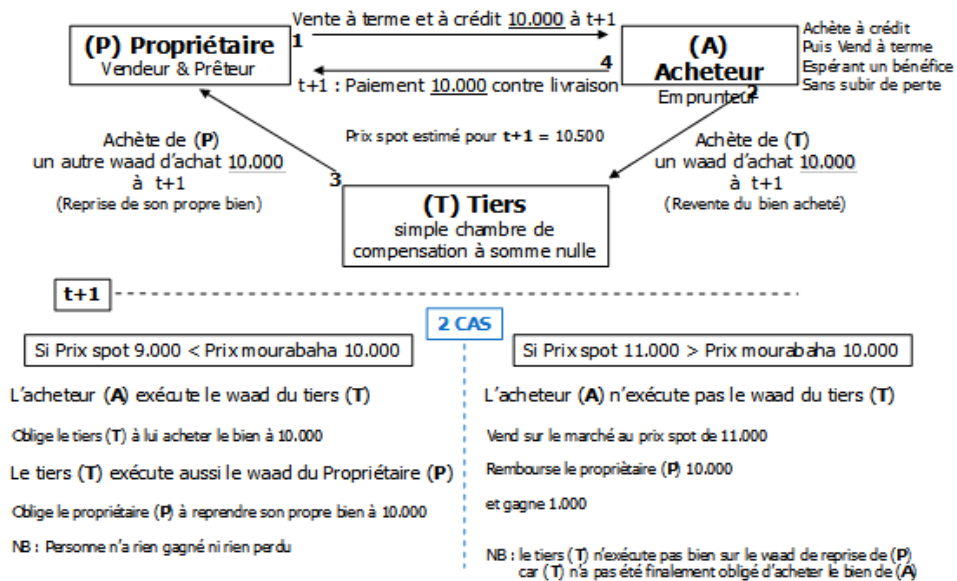 Vente à terme et à crédit 10.000 à t+1
(P) Propriétaire
Vendeur & Prêteur
1
(A)
Acheteur
Emprunteur
Achète à crédit
Puis Vend à terme
Espérant un bénéfice
Sans subir de perte
4
t+1 : Paiement 10.000 contre livraison
2
Prix spot estimé pour t+1 = 10.500
Achète de (P)
un autre waad d'achat 10.000
à t+1
(Reprise de son propre bien)
Achète de (T)
un waad d'achat 10.000
à t+1
(Revente du bien acheté)
3
(T) Tiers
simple chambre de
compensation à somme nulle
t+1
2 CAS
Si Prix spot 9.000 < Prix mourabaha 10.000
L'acheteur (A) exécute le waad du tiers (T)
Oblige le tiers (T) à lui acheter le bien à 10.000
Le tiers (T) exécute aussi le waad du Propriétaire (P)
Oblige le propriétaire (P) à reprendre son propre bien à 10.000
NB : Personne n'a rien gagné ni rien perdu
Si Prix spot 11.000 > Prix mourabaha 10.000
L'acheteur (A) n'exécute pas le waad du tiers (T)
Vend sur le marché au prix spot de 11.000
Rembourse le propriètaire (P) 10.000
et gagne 1.000
NB : le tiers (T) n'exécute pas bien sur le waad de reprise de (P)
car (T) n'a pas été finalement obligé d'acheter le bien de (A)